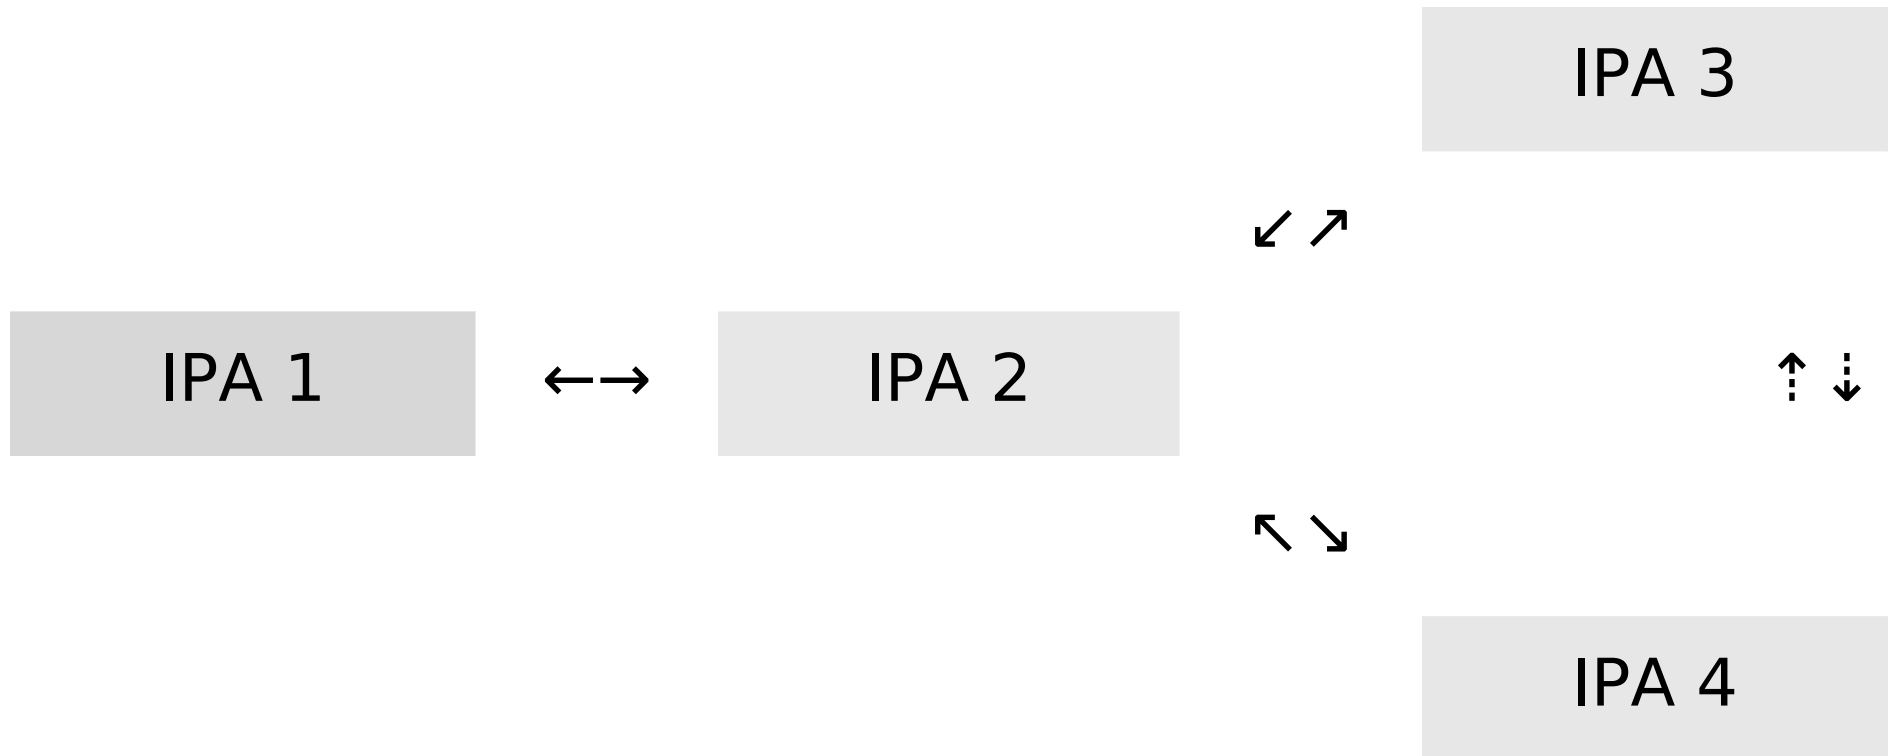 IPA 3
↙ ↗
IPA 1 ←→ IPA 2 ⇡ ⇣
↖ ↘
IPA 4